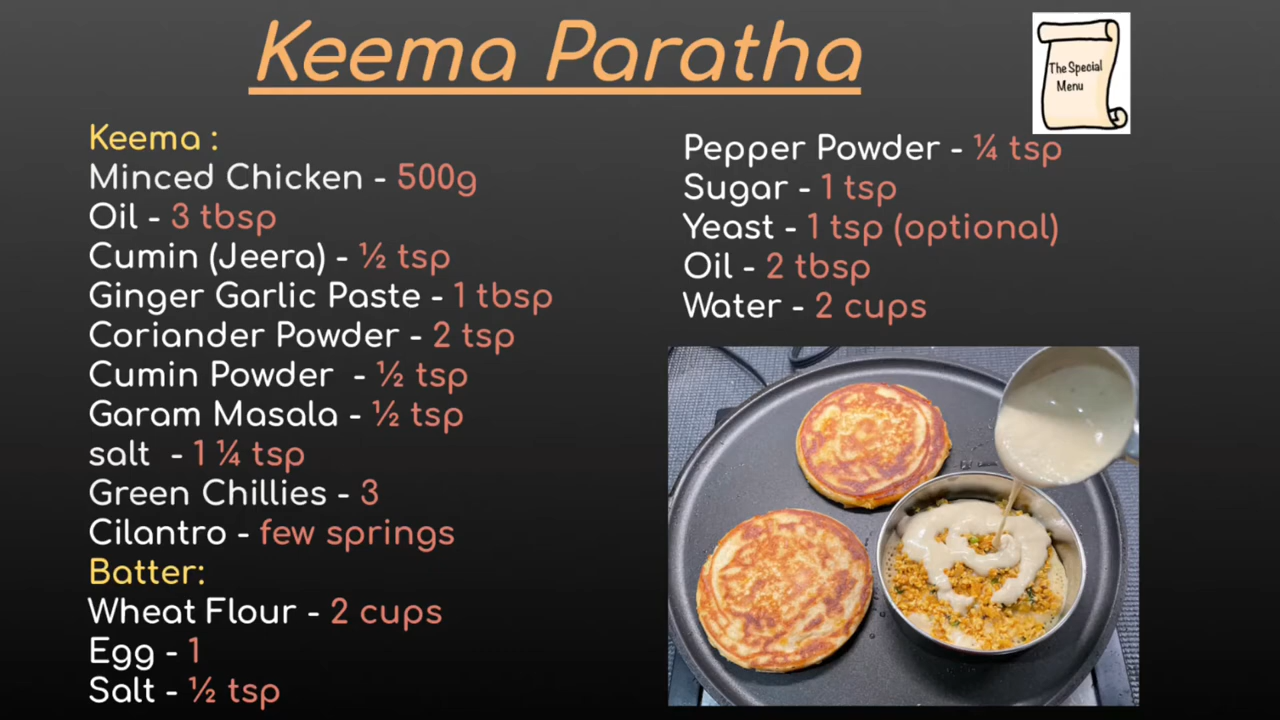 Keema Paratha
The Special
Menu
Keema :
Minced Chicken - 500g
Oil - 3 tbsp
Cumin (Jeera) - ½ tsp
Ginger Garlic Paste - 1 tbsp
Coriander Powder - 2 tsp
Cumin Powder  - ½ tsp
Garam Masala - ½ tsp
salt  - 1 ¼ tsp
Green Chillies - 3
Cilantro - few springs
Batter:
Wheat Flour - 2 cups
Egg - 1
Salt - ½ tsp
Pepper Powder - ¼ tsp
Sugar - 1 tsp
Yeast - 1 tsp (optional)
Oil - 2 tbsp
Water - 2 cups